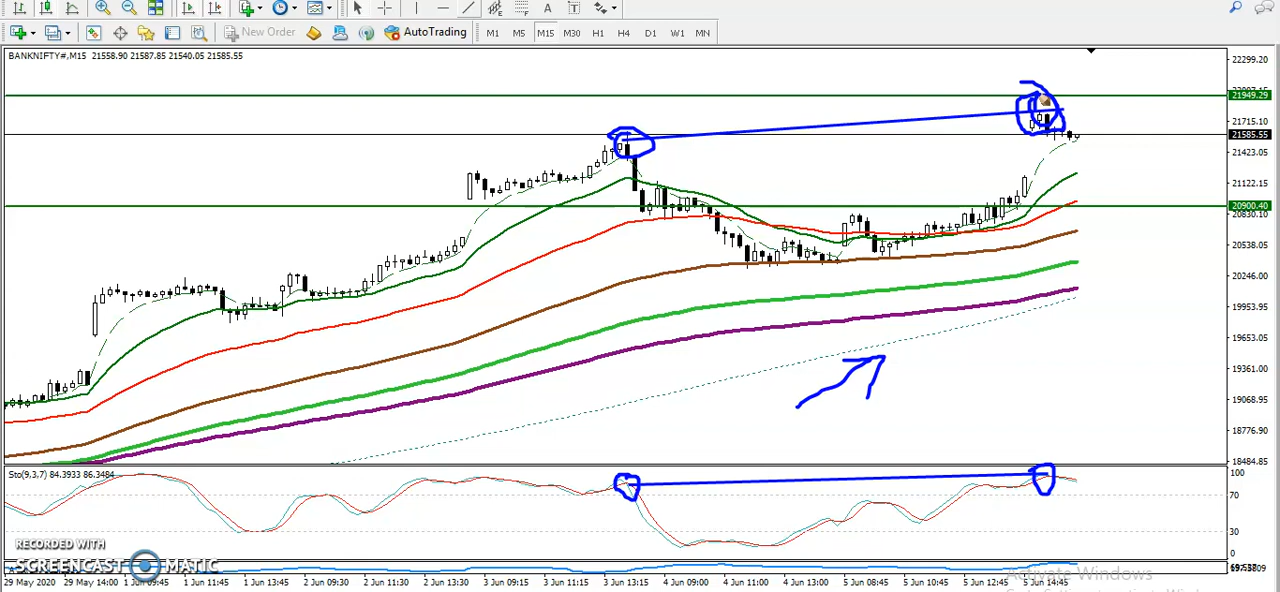 New Order
AutoTrading
M1 M5 M15 M30 H1 H4 D1 W1 MN
BANKNIFTY#,M15 21558.90 21587.85 21540.05 21585.55
22299.20
21949.29
21715.10
21585.55
21423.05
21122.15
20900.40
20830.10
20538.05
20246.00
19953.95
19653.05
19361.00
19068.95
18776.90
18484.85
Sto(9,3,7) 84.3933 86.3484
100
70
30
0
RECORDED WITH
SCREENCAST MATIC
29 May 2020 29 May 14:00 1 Jun 09:45 1 Jun 11:45 1 Jun 13:45 2 Jun 09:30 2 Jun 11:30 2 Jun 13:30 3 Jun 09:15 3 Jun 11:15 3 Jun 13:15 4 Jun 09:00 4 Jun 11:00 4 Jun 13:00 5 Jun 08:45 5 Jun 10:45 5 Jun 12:45 5 Jun 14:45
Activate Windows